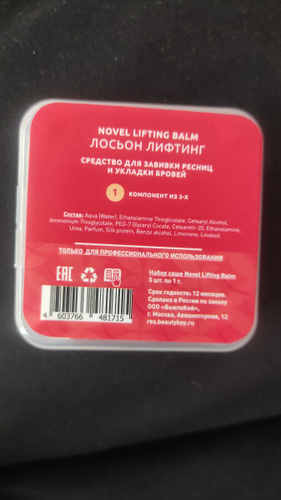 NOVEL LIFTING BALM
ЛОСЬОН ЛИФТИНГ
СРЕДСТВО ДЛЯ ЗАВИВКИ РЕСНИЦ
И УКЛАДКИ БРОВЕЙ
1 КОМПОНЕНТ ИЗ 3-Х
Состав: Aqua (Water), Ethanolamine Thioglycolate, Cetearyl Alcohol,
Ammonium Thioglycolate, PEG-7 Glyceryl Cocoate, Ceteareth-20, Ethanolamine,
Urea, Parfum, Silk protein, Benzyl alcohol, Limonene, Linalool.
ТОЛЬКО ДЛЯ ПРОФЕССИОНАЛЬНОГО ИСПОЛЬЗОВАНИЯ
EAC
Набор саше Novel Lifting Balm
5 шт. по 1 г.
Срок годности: 12 месяцев.
Сделано в России по заказу
ООО «БьютиКей»,
г. Москва, Авиамоторная, 12
res.beautykey.ru
4 603766 481715